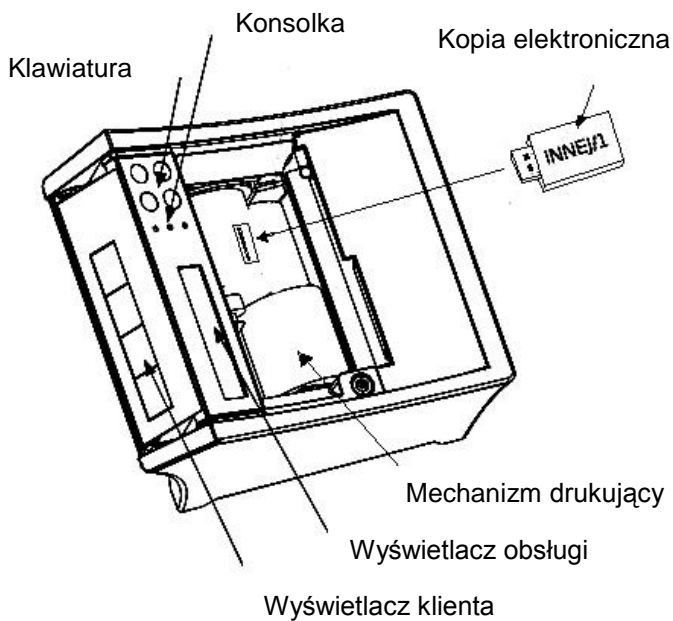 Konsolka
Kopia elektroniczna
Klawiatura
INNEJ/1
Mechanizm drukujący
Wyświetlacz obsługi
Wyświetlacz klienta